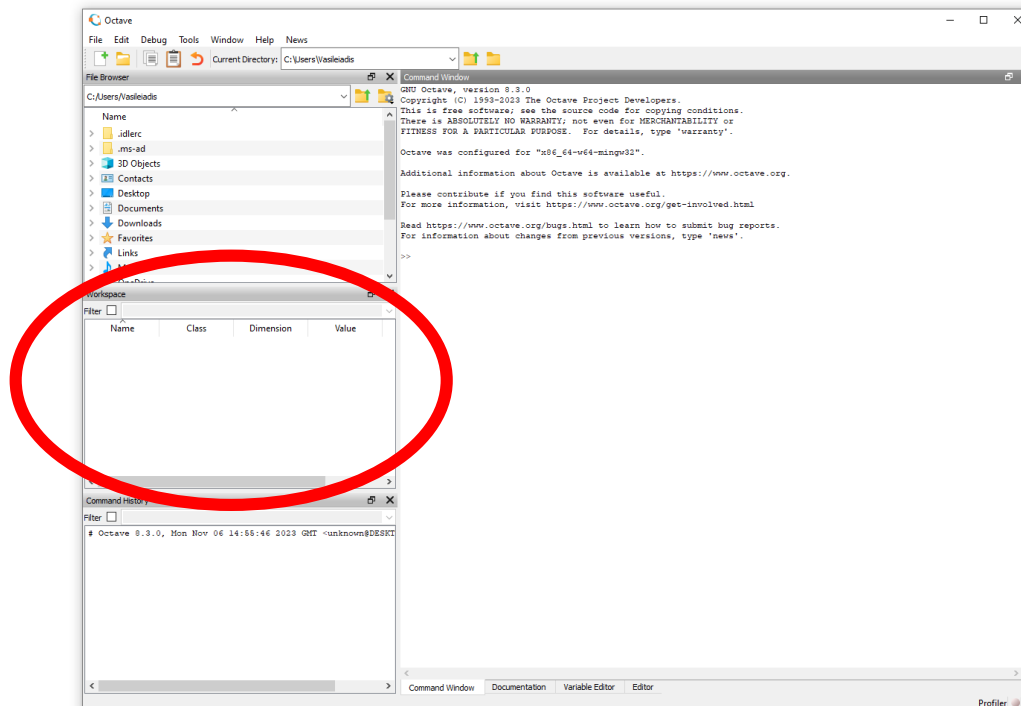 Octave
File Edit Debug Tools Window Help News
Current Directory: C:\Users\Vasileiadis
File Browser
C:/Users/Vasileiadis
Name
.idlerc
.ms-ad
3D Objects
Contacts
Desktop
Documents
Downloads
Favorites
Links
Workspace
Filter
Name Class Dimension Value
Command History
Filter
# Octave 8.3.0, Mon Nov 06 14:55:46 2023 GMT <unknown@DESKT
Command Window
GNU Octave, version 8.3.0
Copyright (C) 1993-2023 The Octave Project Developers.
This is free software; see the source code for copying conditions.
There is ABSOLUTELY NO WARRANTY; not even for MERCHANTABILITY or
FITNESS FOR A PARTICULAR PURPOSE.  For details, type 'warranty'.
Octave was configured for "x86_64-w64-mingw32".
Additional information about Octave is available at https://www.octave.org.
Please contribute if you find this software useful.
For more information, visit https://www.octave.org/get-involved.html
Read https://www.octave.org/bugs.html to learn how to submit bug reports.
For information about changes from previous versions, type 'news'.
>>
Command Window Documentation Variable Editor Editor
Profiler